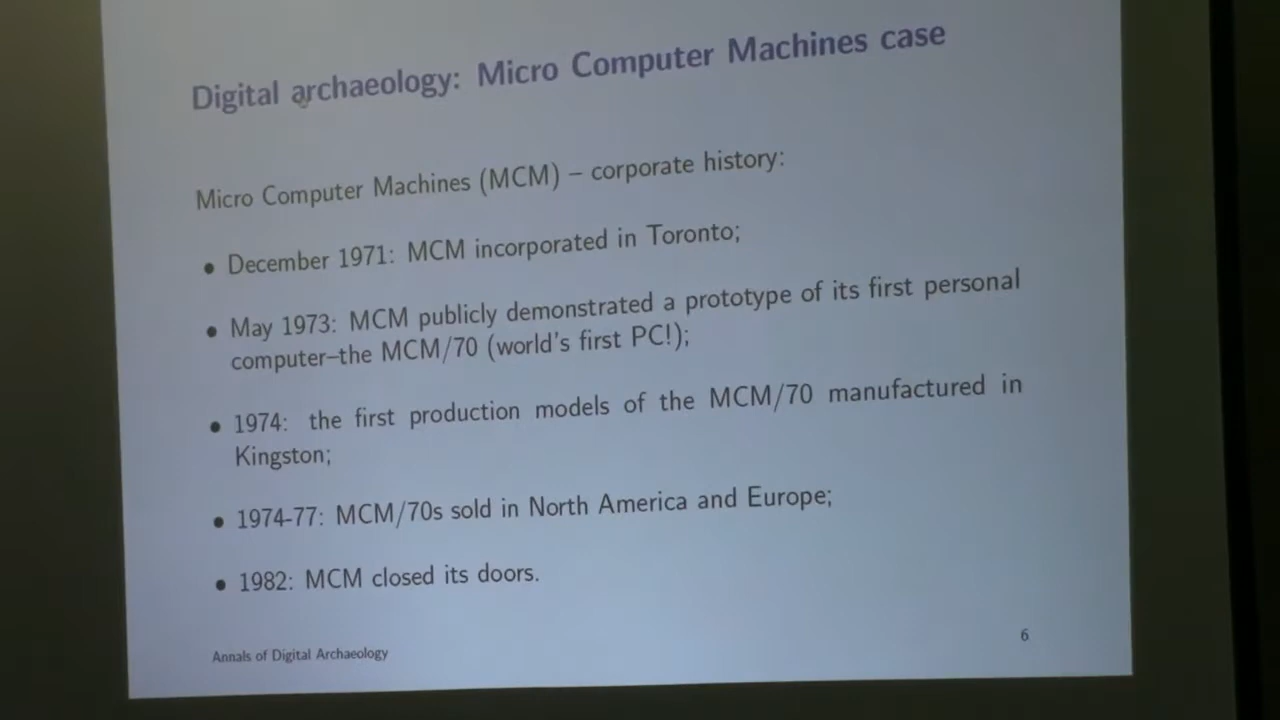 Digital archaeology: Micro Computer Machines case
Micro Computer Machines (MCM) – corporate history:
• December 1971: MCM incorporated in Toronto;
• May 1973: MCM publicly demonstrated a prototype of its first personal
computer–the MCM/70 (world's first PC!);
• 1974: the first production models of the MCM/70 manufactured in
Kingston;
• 1974-77: MCM/70s sold in North America and Europe;
• 1982: MCM closed its doors.
Annals of Digital Archaeology
6